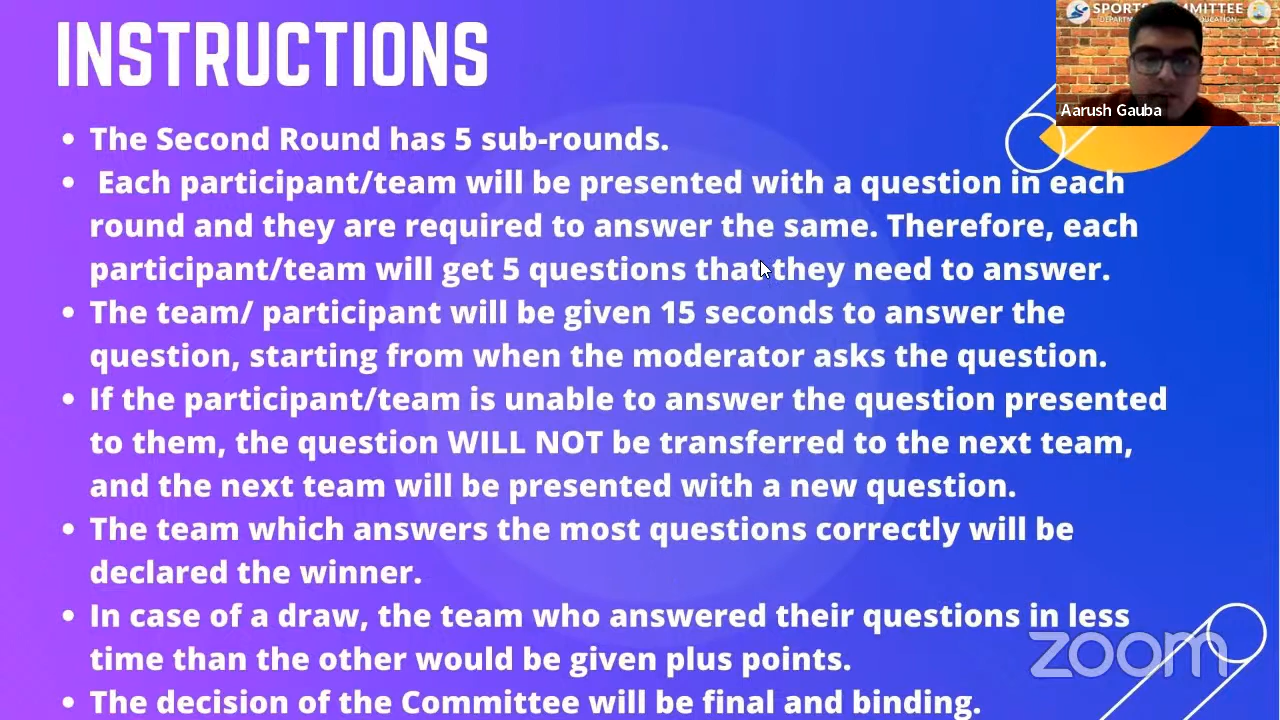 INSTRUCTIONS
SPORTS COMMITTEE
Aarush Gauba
• The Second Round has 5 sub-rounds.
• Each participant/team will be presented with a question in each
round and they are required to answer the same. Therefore, each
participant/team will get 5 questions that they need to answer.
• The team/ participant will be given 15 seconds to answer the
question, starting from when the moderator asks the question.
• If the participant/team is unable to answer the question presented
to them, the question WILL NOT be transferred to the next team,
and the next team will be presented with a new question.
• The team which answers the most questions correctly will be
declared the winner.
• In case of a draw, the team who answered their questions in less
time than the other would be given plus points.
• The decision of the Committee will be final and binding.
zoom